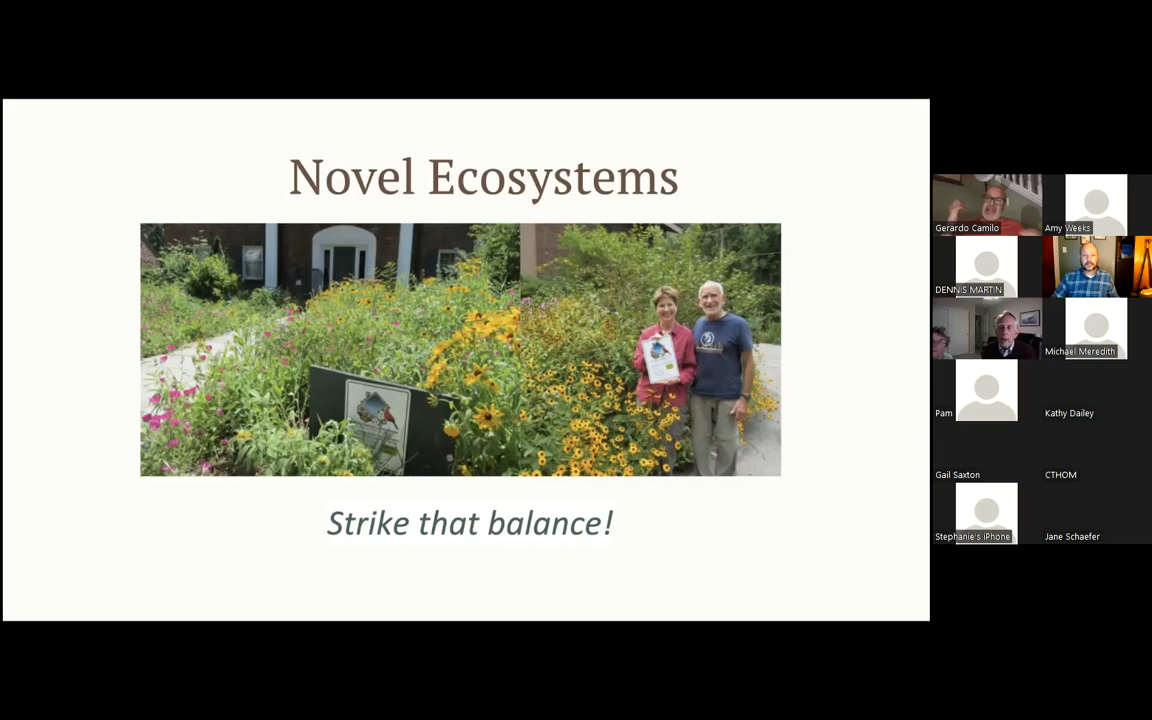 Novel Ecosystems
Strike that balance!
Gerardo Camilo
Amy Weeks
DENNIS MARTIN
Michael Meredith
Pam
Kathy Dailey
Gail Saxton
CTHOM
Stephanie's iPhone
Jane Schaefer